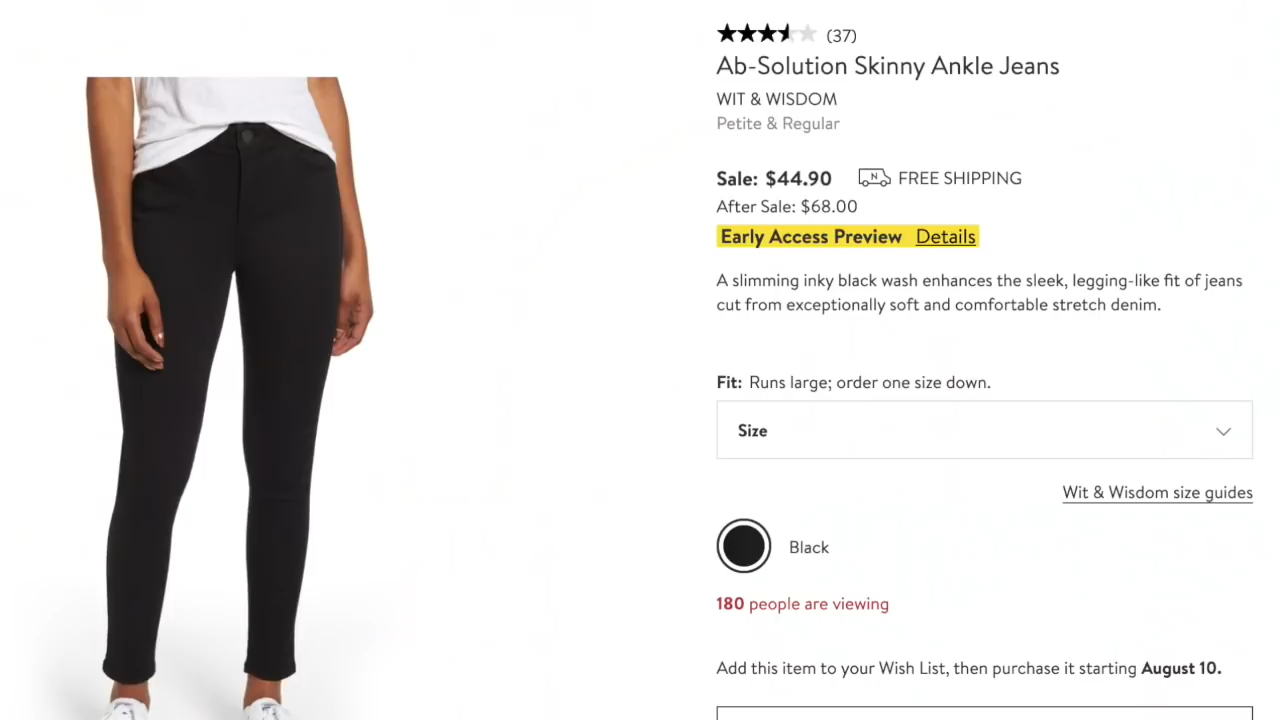 (37)
Ab-Solution Skinny Ankle Jeans
WIT & WISDOM
Petite & Regular
Sale: $44.90 N FREE SHIPPING
After Sale: $68.00
Early Access Preview Details
A slimming inky black wash enhances the sleek, legging-like fit of jeans
cut from exceptionally soft and comfortable stretch denim.
Fit: Runs large; order one size down.
Size
Wit & Wisdom size guides
Black
180 people are viewing
Add this item to your Wish List, then purchase it starting August 10.